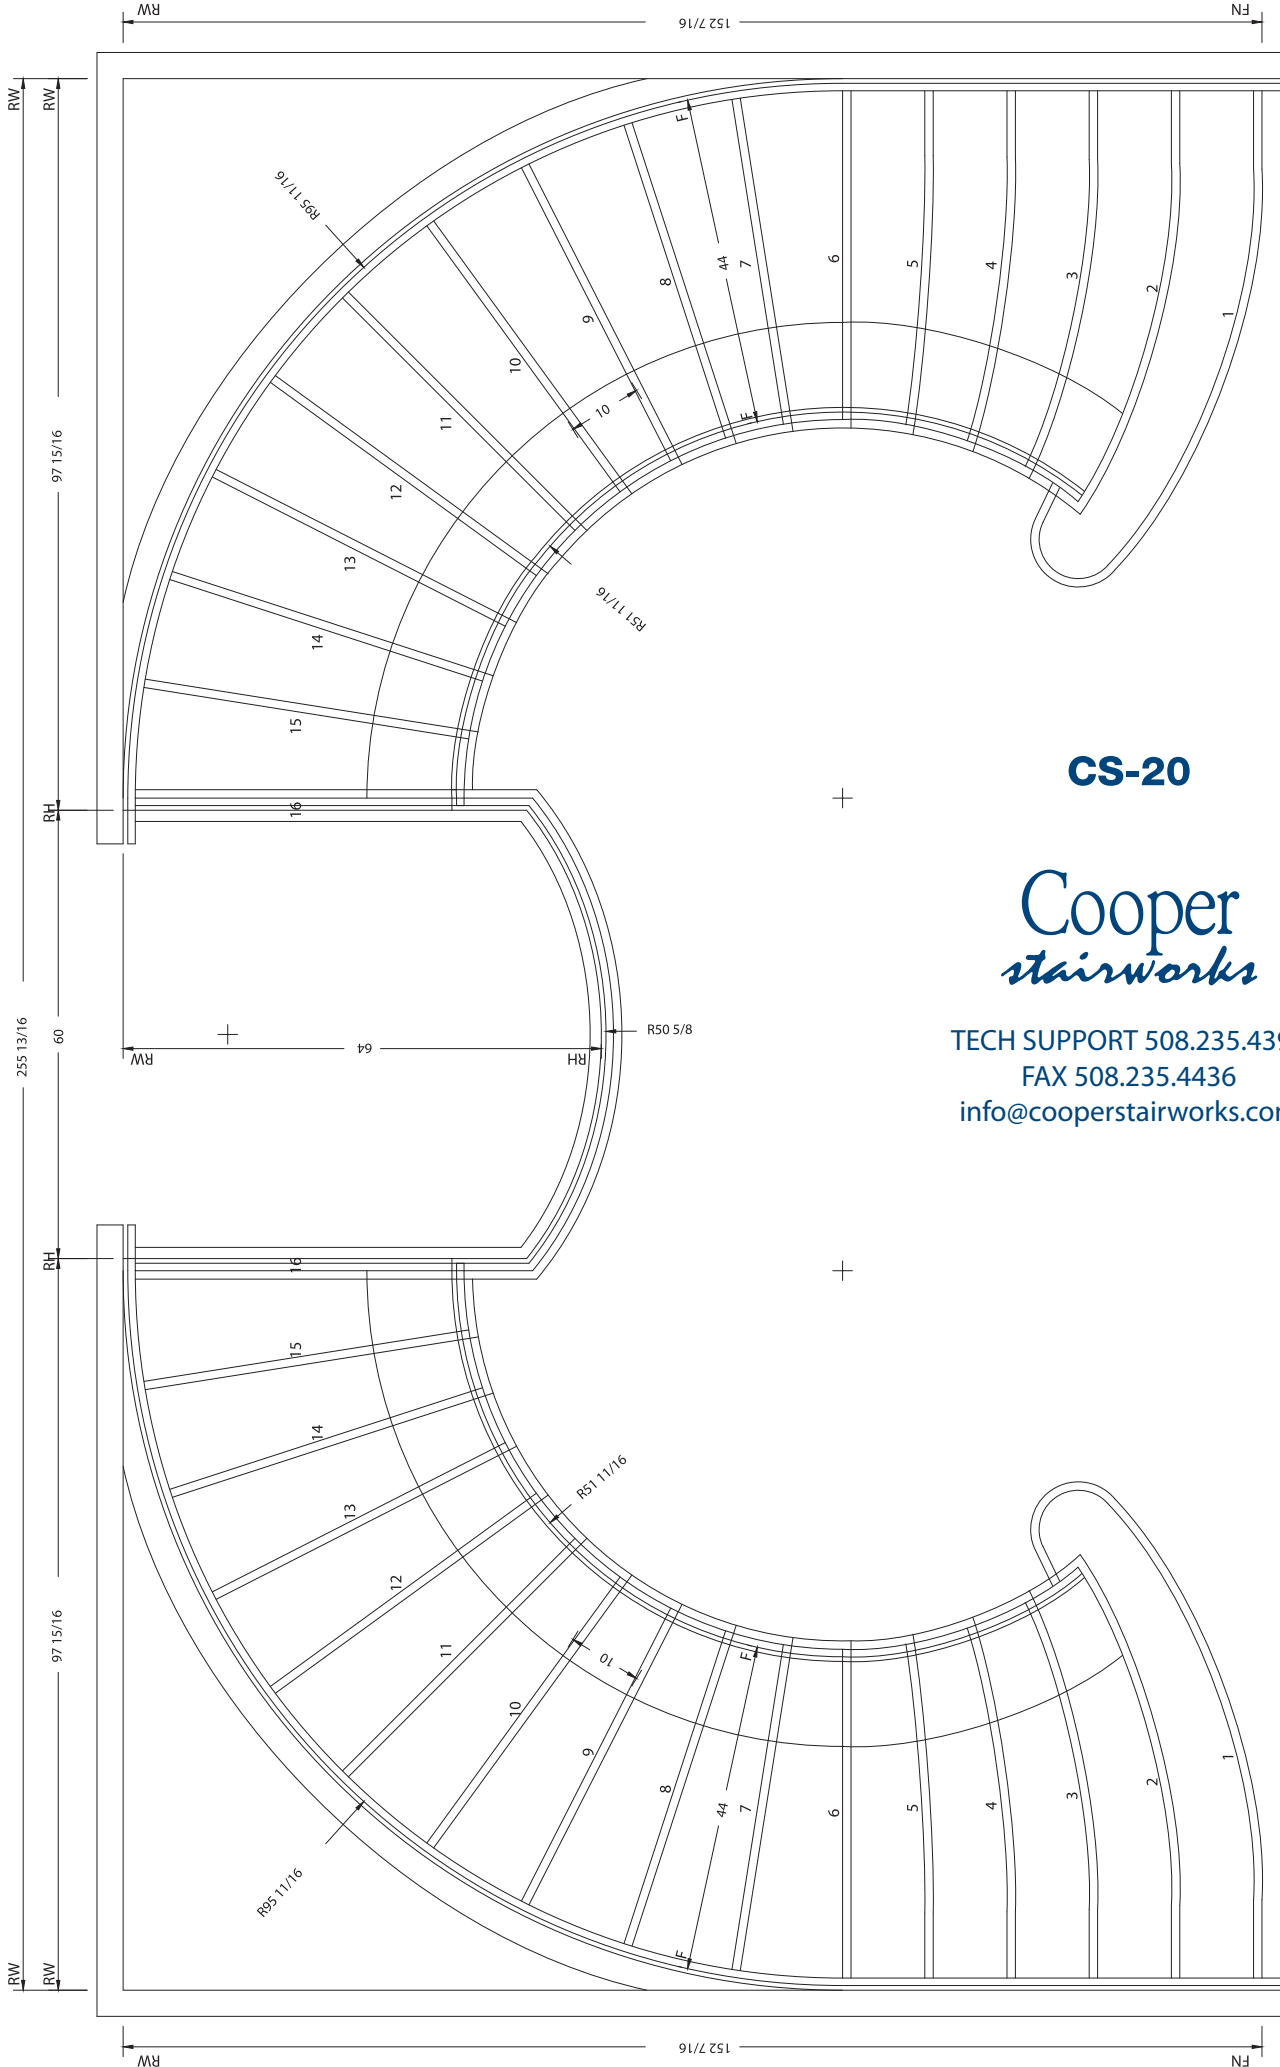 RW
152 7/16
FN
RW
RW
R95 11/16
F
6
5
4
3
2
1
7
44
8
9
10
F
10
11
97 15/16
12
13
R51 11/16
14
15
RH
16
CS-20
Cooper
stairworks
255 13/16
60
RW
64
RH
R50 5/8
TECH SUPPORT 508.235.439
FAX 508.235.4436
info@cooperstairworks.co
RH
16
15
14
R51 11/16
13
12
97 15/16
11
10
F
10
9
8
44
7
6
5
4
3
2
1
R95 11/16
F
RW
RW
152 7/16
RW
FN